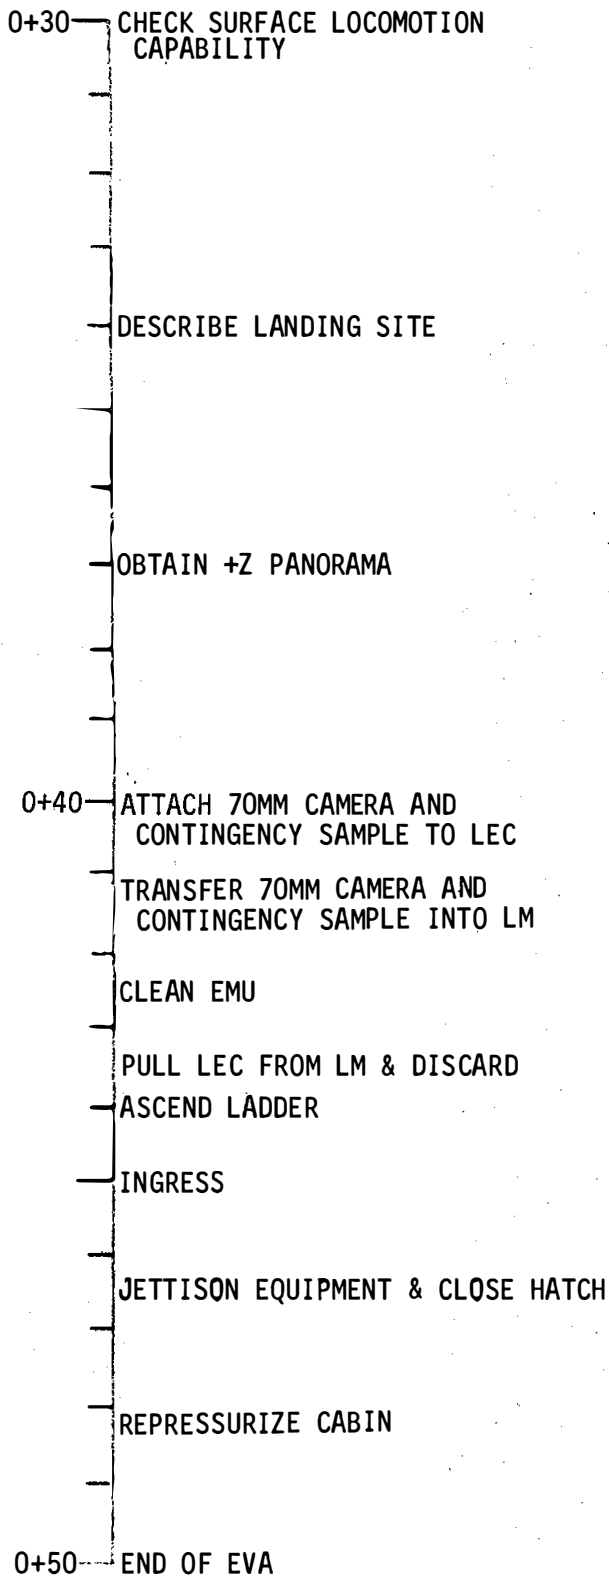 0+30 CHECK SURFACE LOCOMOTION
CAPABILITY
DESCRIBE LANDING SITE
OBTAIN +Z PANORAMA
0+40 ATTACH 70MM CAMERA AND
CONTINGENCY SAMPLE TO LEC
TRANSFER 70MM CAMERA AND
CONTINGENCY SAMPLE INTO LM
CLEAN EMU
PULL LEC FROM LM & DISCARD
ASCEND LADDER
INGRESS
JETTISON EQUIPMENT & CLOSE HATCH
REPRESSURIZE CABIN
0+50 END OF EVA